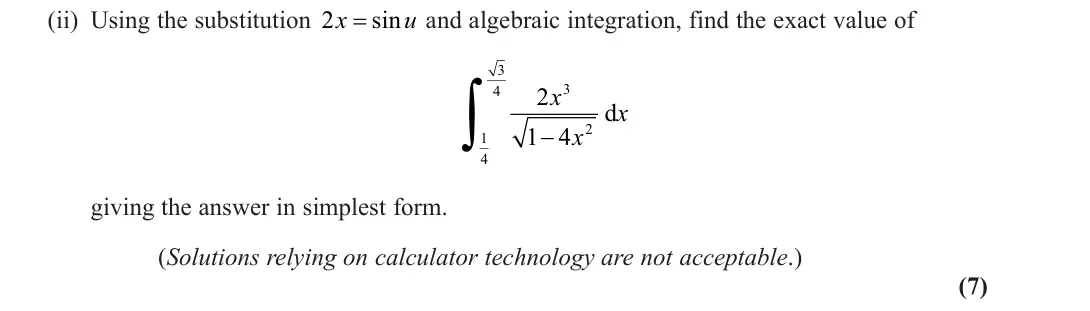 (ii) Using the substitution 2x = sin u and algebraic integration, find the exact value of
∫_{1/4}^{√3/4} 2x³/√(1 − 4x²) dx
giving the answer in simplest form.
(Solutions relying on calculator technology are not acceptable.)
(7)